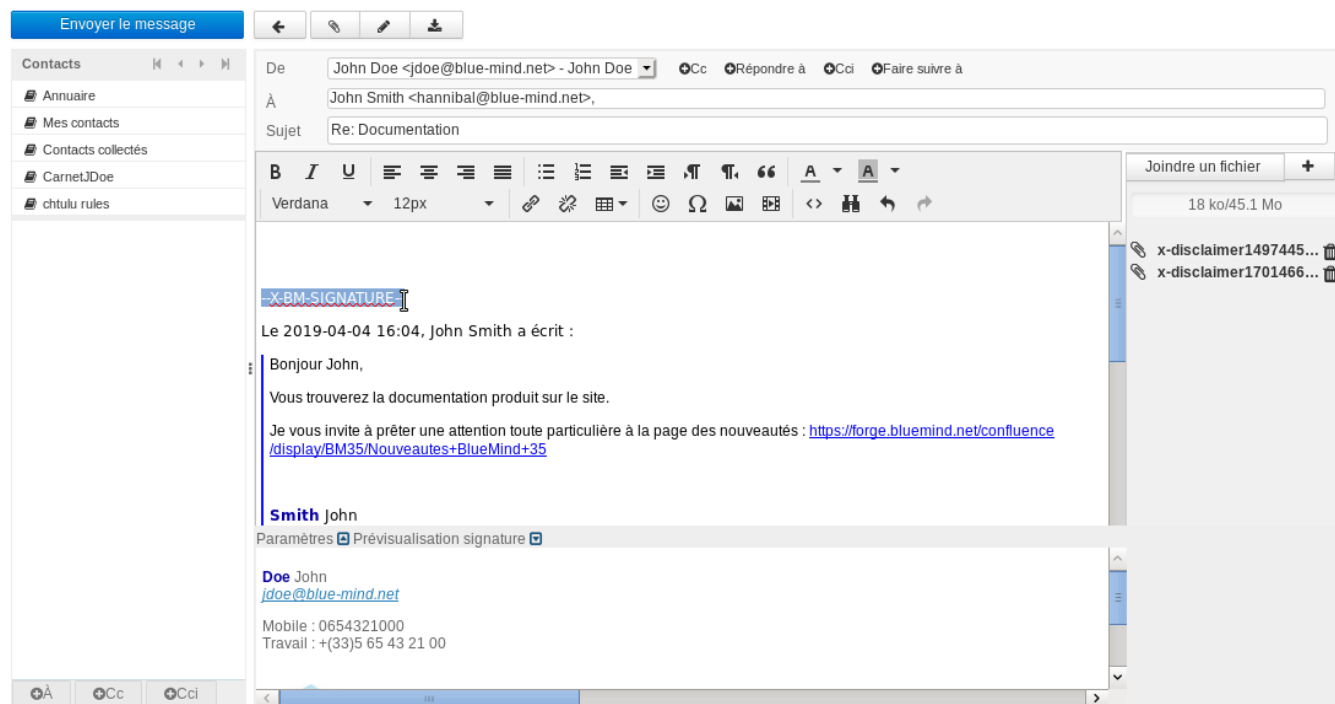 Envoyer le message
Contacts
Annuaire
Mes contacts
Contacts collectés
CarnetJDoe
chtulu rules
De
John Doe <jdoe@blue-mind.net> - John Doe
Cc Répondre à Cci Faire suivre à
À
John Smith <hannibal@blue-mind.net>,
Sujet
Re: Documentation
B I U A A
Verdana 12px Ω <>
Joindre un fichier +
18 ko/45.1 Mo
x-disclaimer1497445...
x-disclaimer1701466...
--X-BM-SIGNATURE--
Le 2019-04-04 16:04, John Smith a écrit :
Bonjour John,
Vous trouverez la documentation produit sur le site.
Je vous invite à prêter une attention toute particulière à la page des nouveautés : https://forge.bluemind.net/confluence
/display/BM35/Nouveautes+BlueMind+35
Smith John
Paramètres Prévisualisation signature
Doe John
jdoe@blue-mind.net
Mobile : 0654321000
Travail : +(33)5 65 43 21 00
À Cc Cci